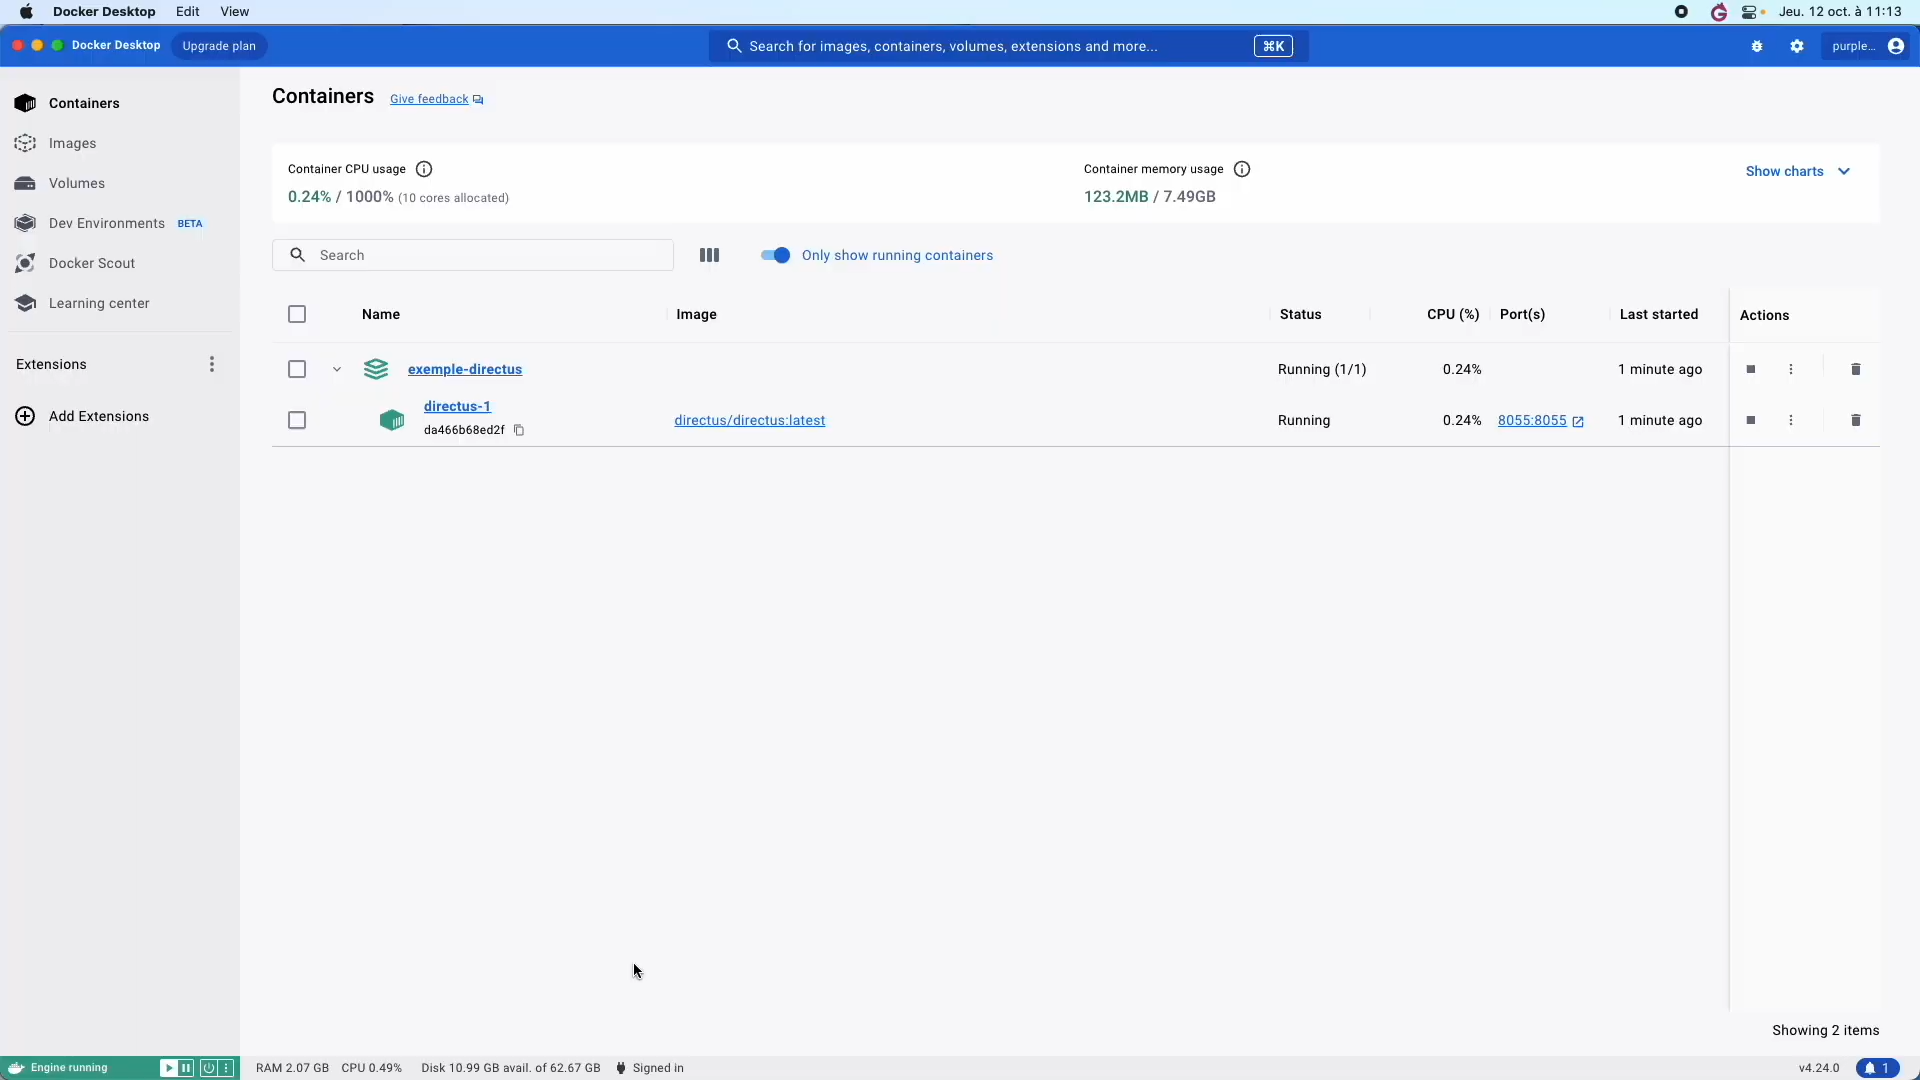 Docker Desktop Edit View Jeu. 12 oct. à 11:13
Docker Desktop Upgrade plan Search for images, containers, volumes, extensions and more... ⌘K purple...
Containers
Images
Volumes
Dev Environments BETA
Docker Scout
Learning center
Extensions
Add Extensions
Containers Give feedback
Container CPU usage
0.24% / 1000% (10 cores allocated)
Container memory usage
123.2MB / 7.49GB
Show charts
Search Only show running containers
Name Image Status CPU (%) Port(s) Last started Actions
exemple-directus Running (1/1) 0.24% 1 minute ago
directus-1
da466b68ed2f
directus/directus:latest Running 0.24% 8055:8055 1 minute ago
Showing 2 items
Engine running RAM 2.07 GB CPU 0.49% Disk 10.99 GB avail. of 62.67 GB Signed in v4.24.0 1